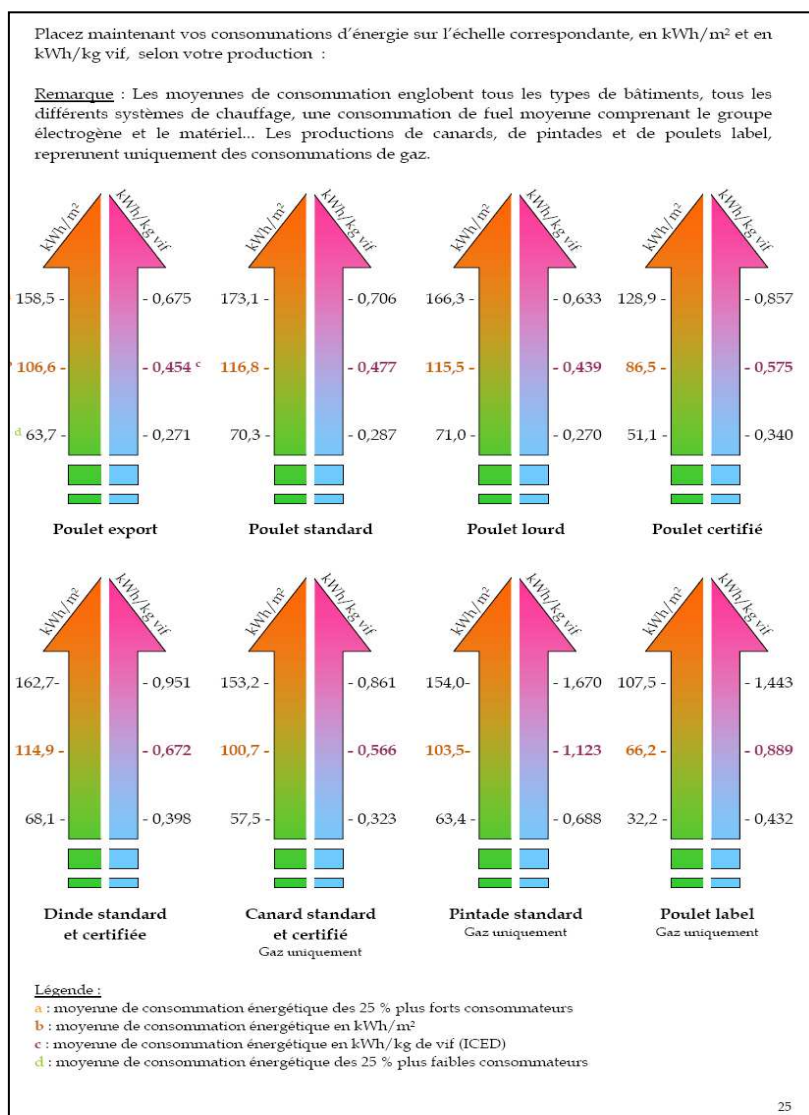 Placez maintenant vos consommations d'énergie sur l'échelle correspondante, en kWh/m² et en
kWh/kg vif, selon votre production :
Remarque : Les moyennes de consommation englobent tous les types de bâtiments, tous les
différents systèmes de chauffage, une consommation de fuel moyenne comprenant le groupe
électrogène et le matériel... Les productions de canards, de pintades et de poulets label,
reprennent uniquement des consommations de gaz.
kWh/m² kWh/kg vif kWh/m² kWh/kg vif kWh/m² kWh/kg vif kWh/m² kWh/kg vif
158,5 - - 0,675 173,1 - - 0,706 166,3 - - 0,633 128,9 - - 0,857
106,6 - - 0,454 c 116,8 - - 0,477 115,5 - - 0,439 86,5 - - 0,575
d 63,7 - - 0,271 70,3 - - 0,287 71,0 - - 0,270 51,1 - - 0,340
Poulet export Poulet standard Poulet lourd Poulet certifié
kWh/m² kWh/kg vif kWh/m² kWh/kg vif kWh/m² kWh/kg vif kWh/m² kWh/kg vif
162,7- - 0,951 153,2 - - 0,861 154,0- - 1,670 107,5 - - 1,443
114,9 - - 0,672 100,7 - - 0,566 103,5- - 1,123 66,2 - - 0,889
68,1 - - 0,398 57,5 - - 0,323 63,4 - - 0,688 32,2 - - 0,432
Dinde standard Canard standard Pintade standard Poulet label
et certifiée et certifié Gaz uniquement Gaz uniquement
Gaz uniquement
Légende :
a : moyenne de consommation énergétique des 25 % plus forts consommateurs
b : moyenne de consommation énergétique en kWh/m²
c : moyenne de consommation énergétique en kWh/kg de vif (ICED)
d : moyenne de consommation énergétique des 25 % plus faibles consommateurs
25